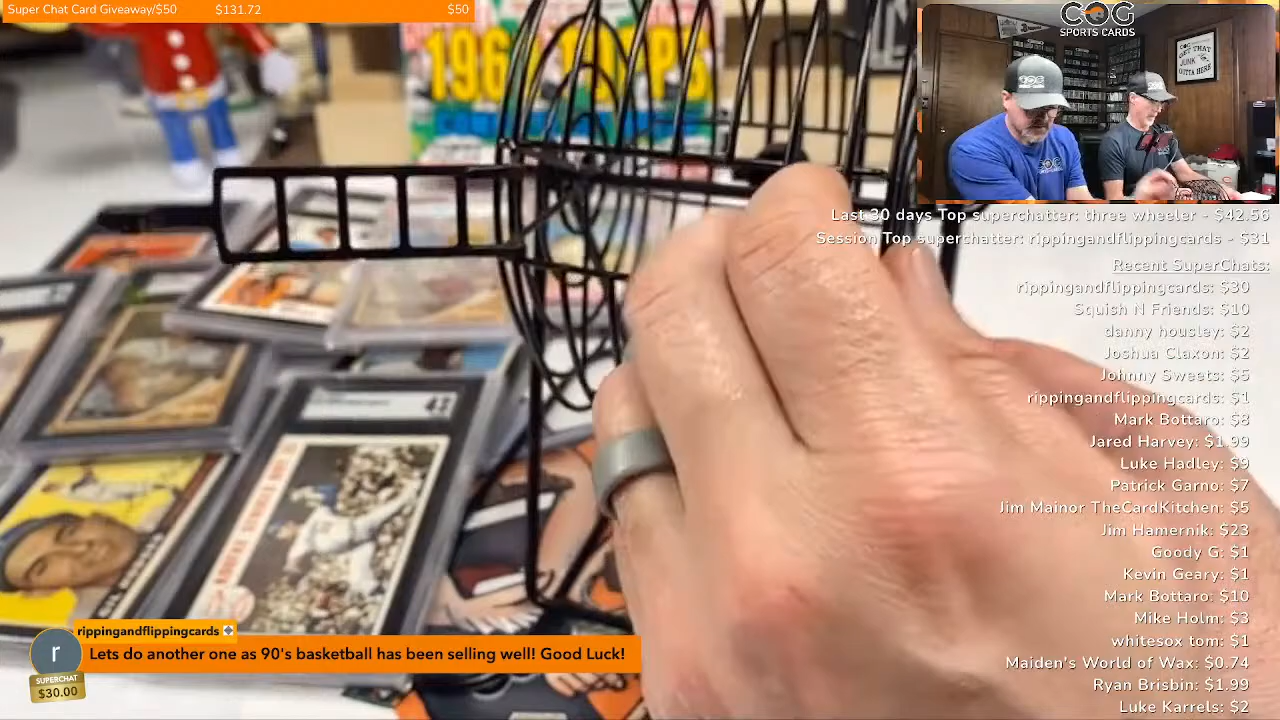 Super Chat Card Giveaway/$50 $131.72 $50
COG
SPORTS CARDS
GET THAT
JUNK
OUTTA HERE
Last 30 days Top superchatter: three wheeler - $42.56
Session Top superchatter: rippingandflippingcards - $31
Recent SuperChats:
rippingandflippingcards: $30
Squish N Friends: $10
danny housley: $2
Joshua Claxon: $2
Johnny Sweets: $5
rippingandflippingcards: $1
Mark Bottaro: $8
Jared Harvey: $1.99
Luke Hadley: $9
Patrick Garno: $7
Jim Mainor TheCardKitchen: $5
Jim Hamernik: $23
Goody G: $1
Kevin Geary: $1
Mark Bottaro: $10
Mike Holm: $3
whitesox tom: $1
Maiden's World of Wax: $0.74
Ryan Brisbin: $1.99
Luke Karrels: $2
rippingandflippingcards
r
Lets do another one as 90's basketball has been selling well! Good Luck!
SUPERCHAT
$30.00